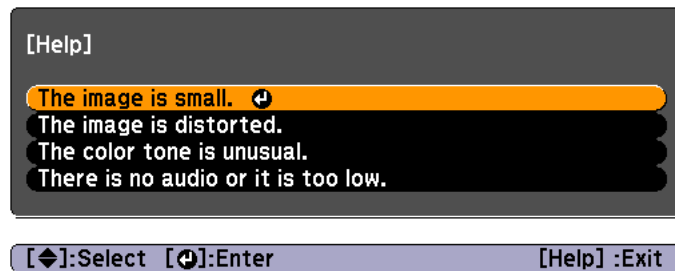 [Help]
The image is small.
The image is distorted.
The color tone is unusual.
There is no audio or it is too low.
[◆]:Select [↵]:Enter [Help] :Exit